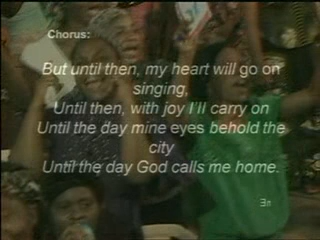 Chorus:
But until then, my heart will go on
singing,
Until then, with joy I'll carry on
Until the day mine eyes behold the
city
Until the day God calls me home.